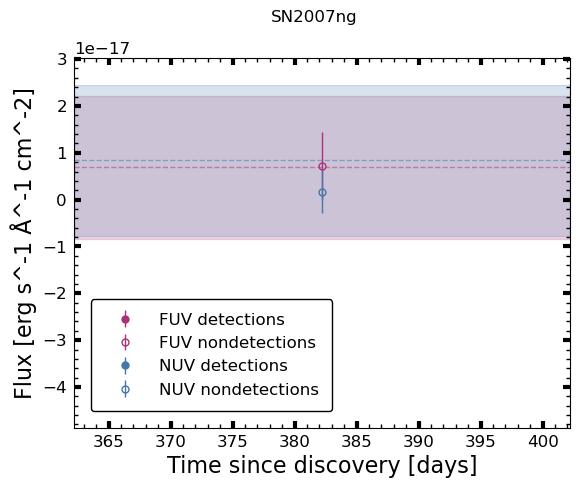 SN2007ng
1e−17
3
2
1
0
−1
−2
−3
−4
Flux [erg s^-1 Å^-1 cm^-2]
FUV detections
FUV nondetections
NUV detections
NUV nondetections
365 370 375 380 385 390 395 400
Time since discovery [days]